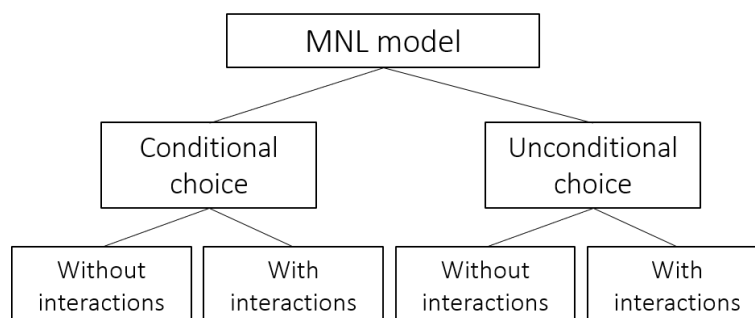 MNL model
Conditional
choice
Unconditional
choice
Without
interactions
With
interactions
Without
interactions
With
interactions